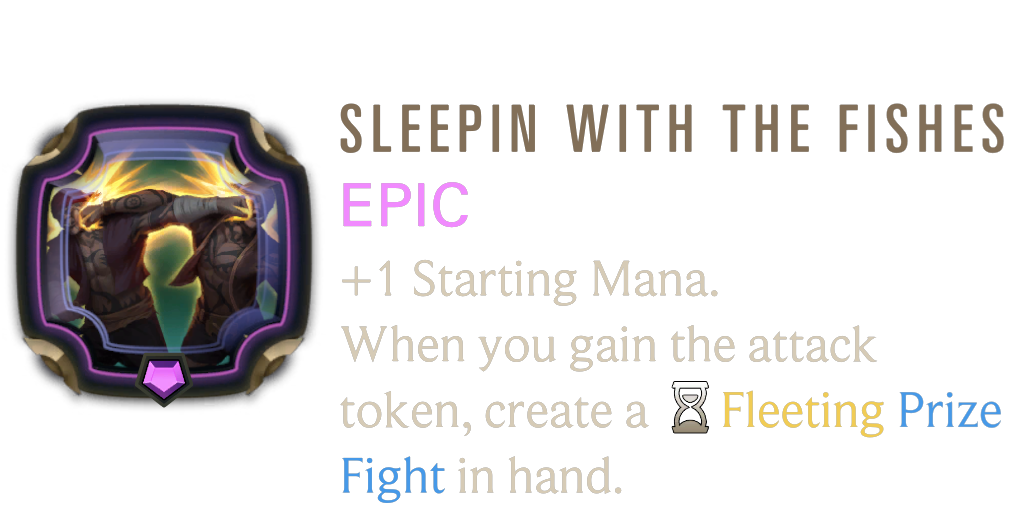 SLEEPIN WITH THE FISHES
EPIC
+1 Starting Mana.
When you gain the attack
token, create a Fleeting Prize
Fight in hand.